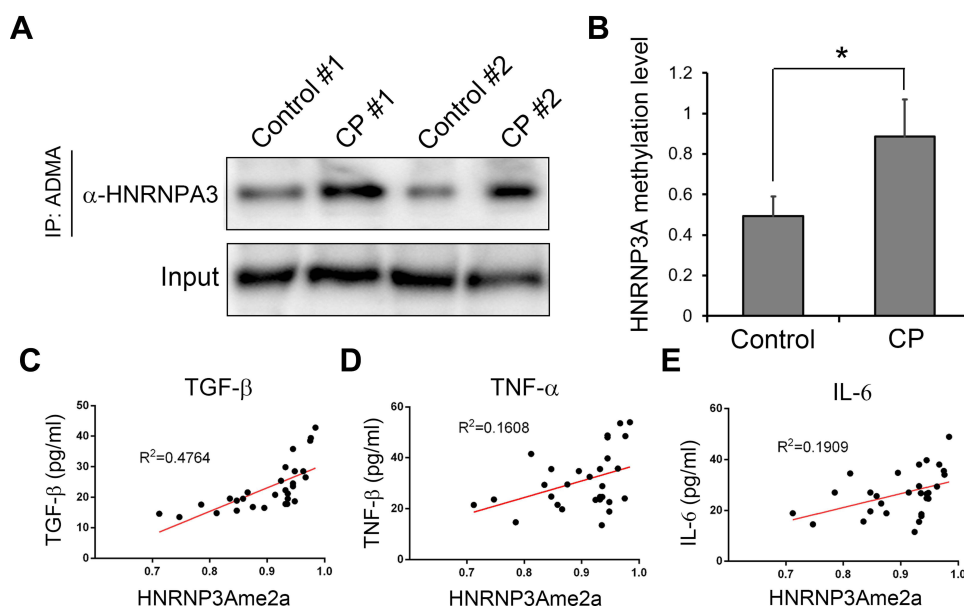 A
Control #1
CP #1
Control #2
CP #2
IP: ADMA
α-HNRNPA3
Input
B
*
HNRNP3A methylation level
1.2
1
0.8
0.6
0.4
0.2
0
Control
CP
C
TGF-β
TGF-β (pg/ml)
50
40
30
20
10
0
R²=0.4764
0.7
0.8
0.9
1.0
HNRNP3Ame2a
D
TNF-α
TNF-β (pg/ml)
60
40
20
0
R²=0.1608
0.7
0.8
0.9
1.0
HNRNP3Ame2a
E
IL-6
IL-6 (pg/ml)
60
40
20
0
R²=0.1909
0.7
0.8
0.9
1.0
HNRNP3Ame2a